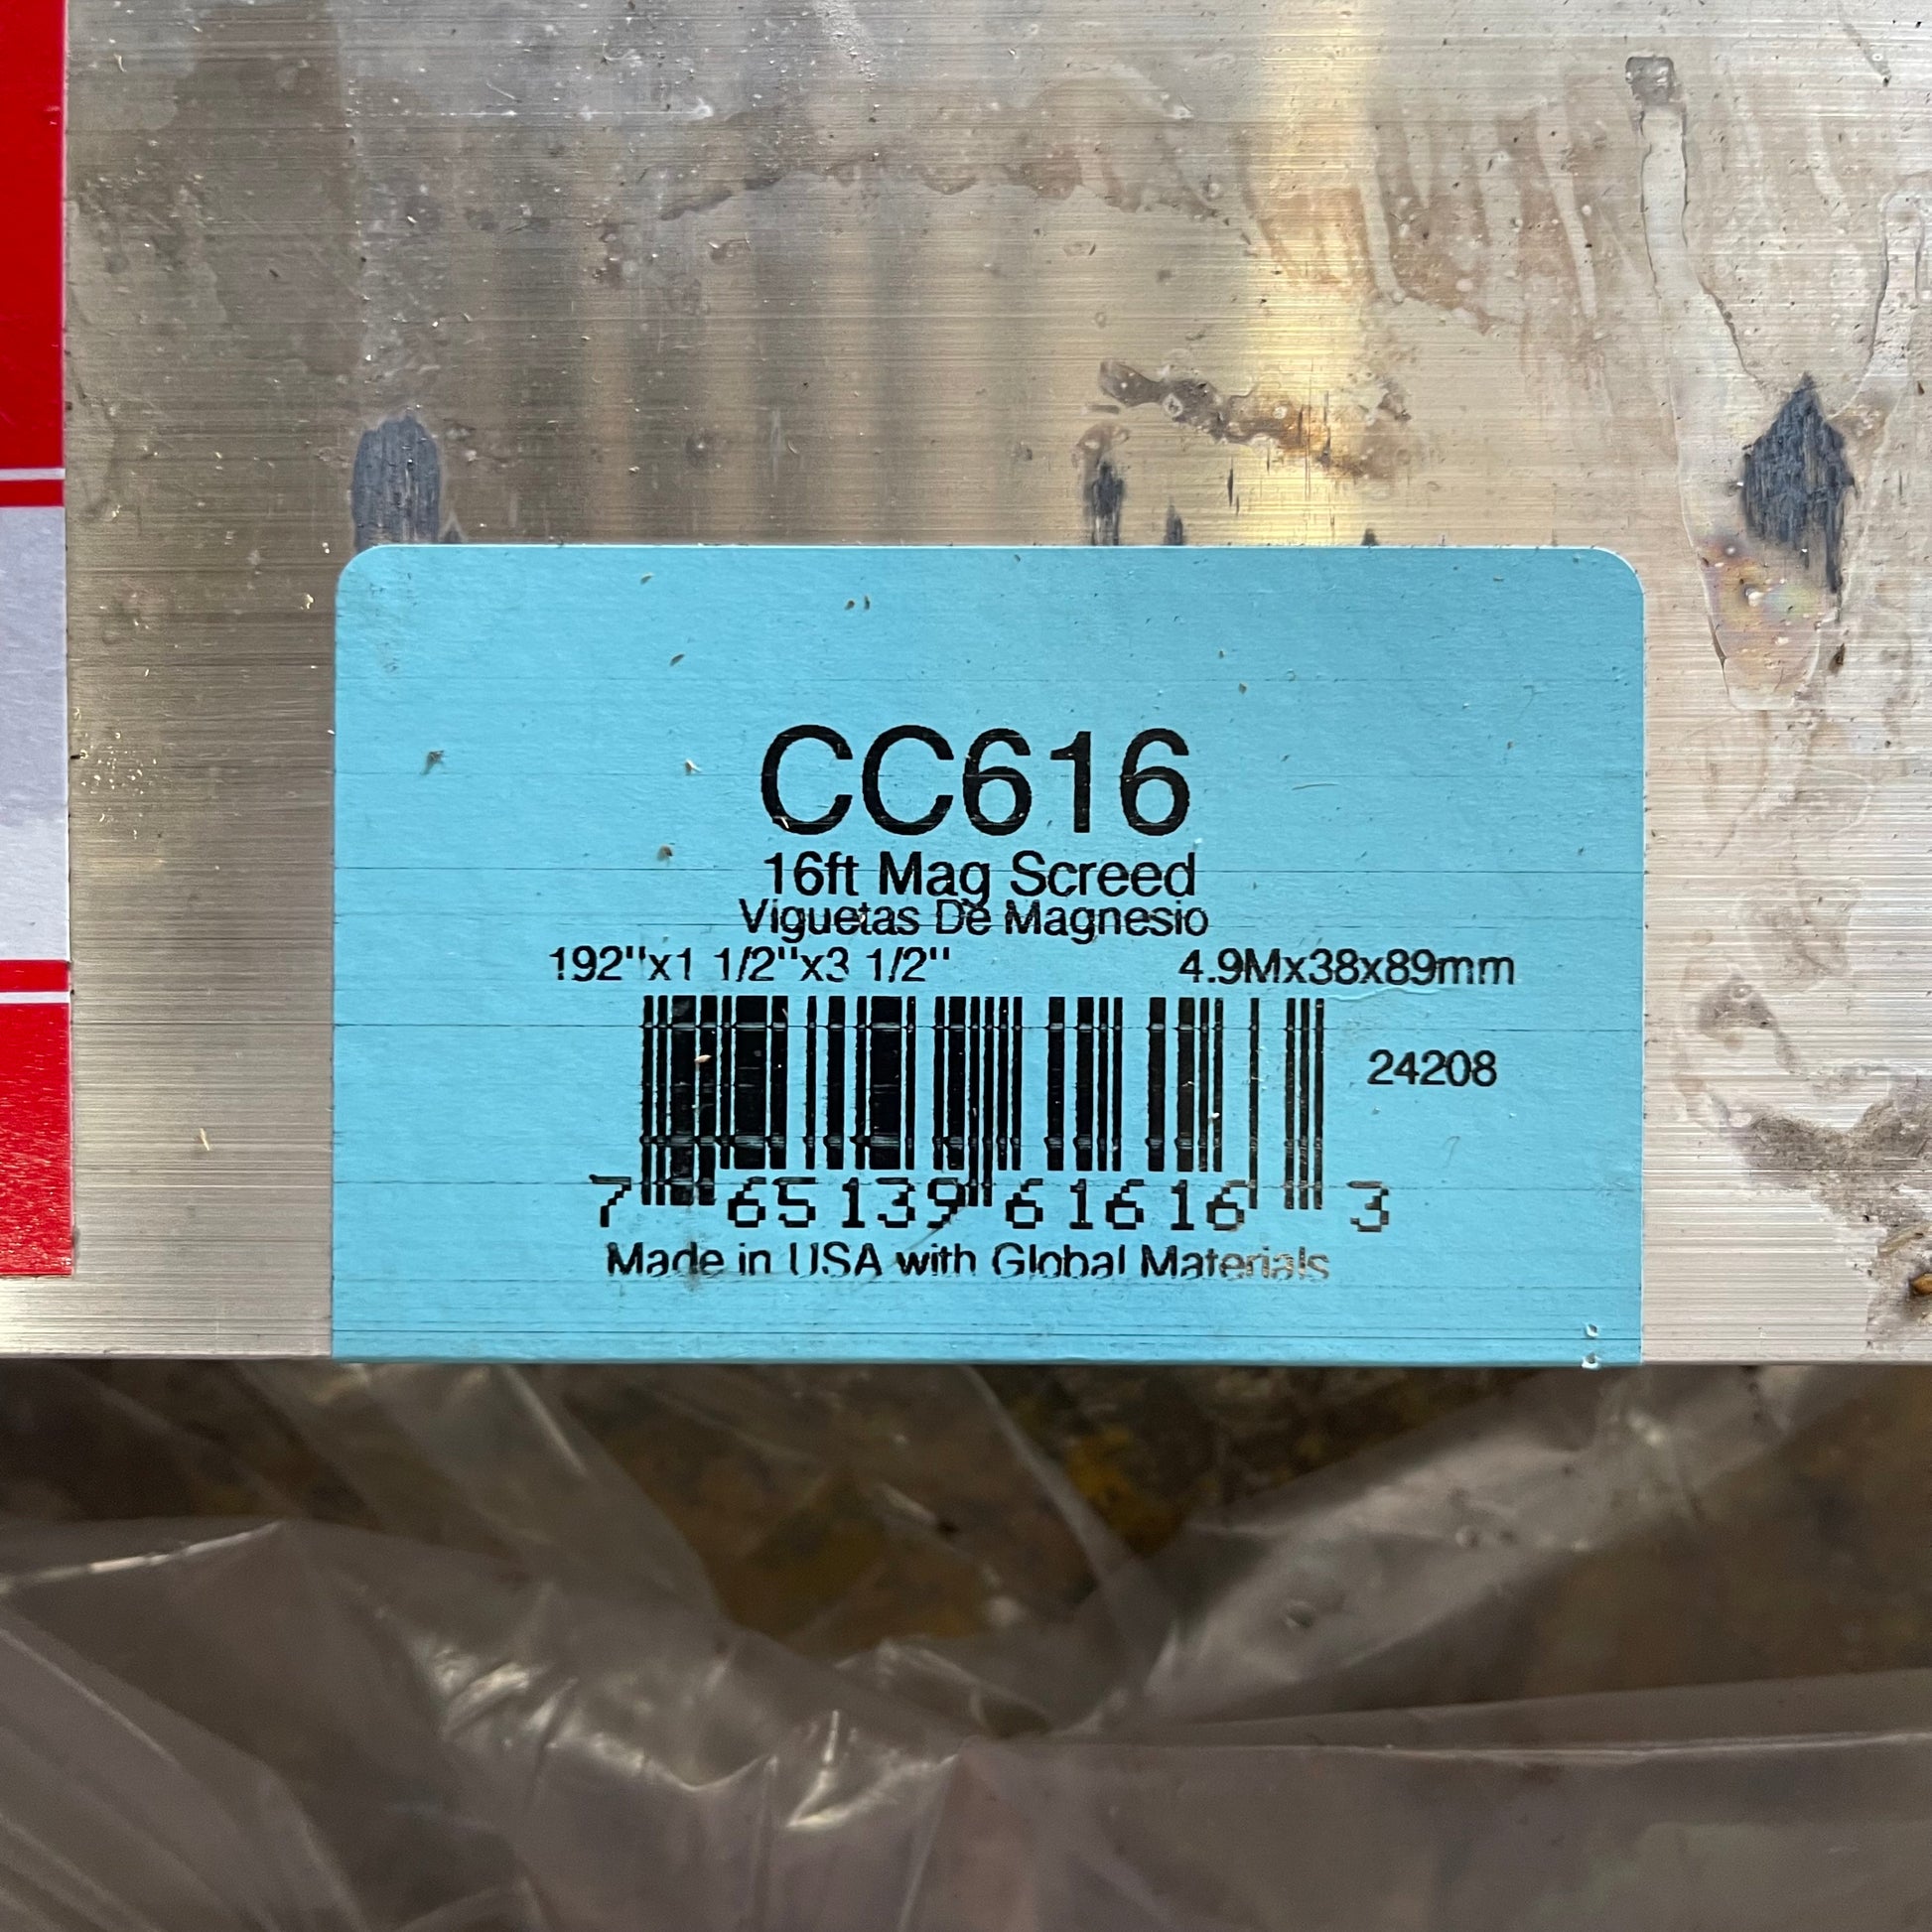 CC616
16ft Mag Screed
Viguetas De Magnesio
192"x1 1/2"x3 1/2" 4.9Mx38x89mm
24208
7 65139 61616 3
Made in USA with Global Materials